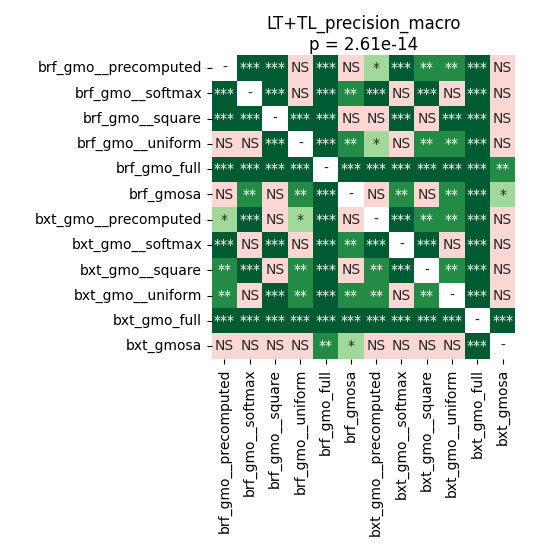 LT+TL_precision_macro
p = 2.61e-14
brf_gmo__precomputed - *** *** NS *** NS * *** ** ** *** NS
brf_gmo__softmax *** - *** NS *** ** *** NS *** NS *** NS
brf_gmo__square *** *** - *** *** NS NS *** NS *** *** NS
brf_gmo__uniform NS NS *** - *** ** * NS ** ** *** NS
brf_gmo_full *** *** *** *** - *** *** *** *** *** *** **
brf_gmosa NS ** NS ** *** - NS ** NS ** *** *
bxt_gmo__precomputed * *** NS * *** NS - *** ** ** *** NS
bxt_gmo__softmax *** NS *** NS *** ** *** - *** NS *** NS
bxt_gmo__square ** *** NS ** *** NS ** *** - ** *** NS
bxt_gmo__uniform ** NS *** ** *** ** ** NS ** - *** NS
bxt_gmo_full *** *** *** *** *** *** *** *** *** *** - ***
bxt_gmosa NS NS NS NS ** * NS NS NS NS *** -
brf_gmo__precomputed
brf_gmo__softmax
brf_gmo__square
brf_gmo__uniform
brf_gmo_full
brf_gmosa
bxt_gmo__precomputed
bxt_gmo__softmax
bxt_gmo__square
bxt_gmo__uniform
bxt_gmo_full
bxt_gmosa